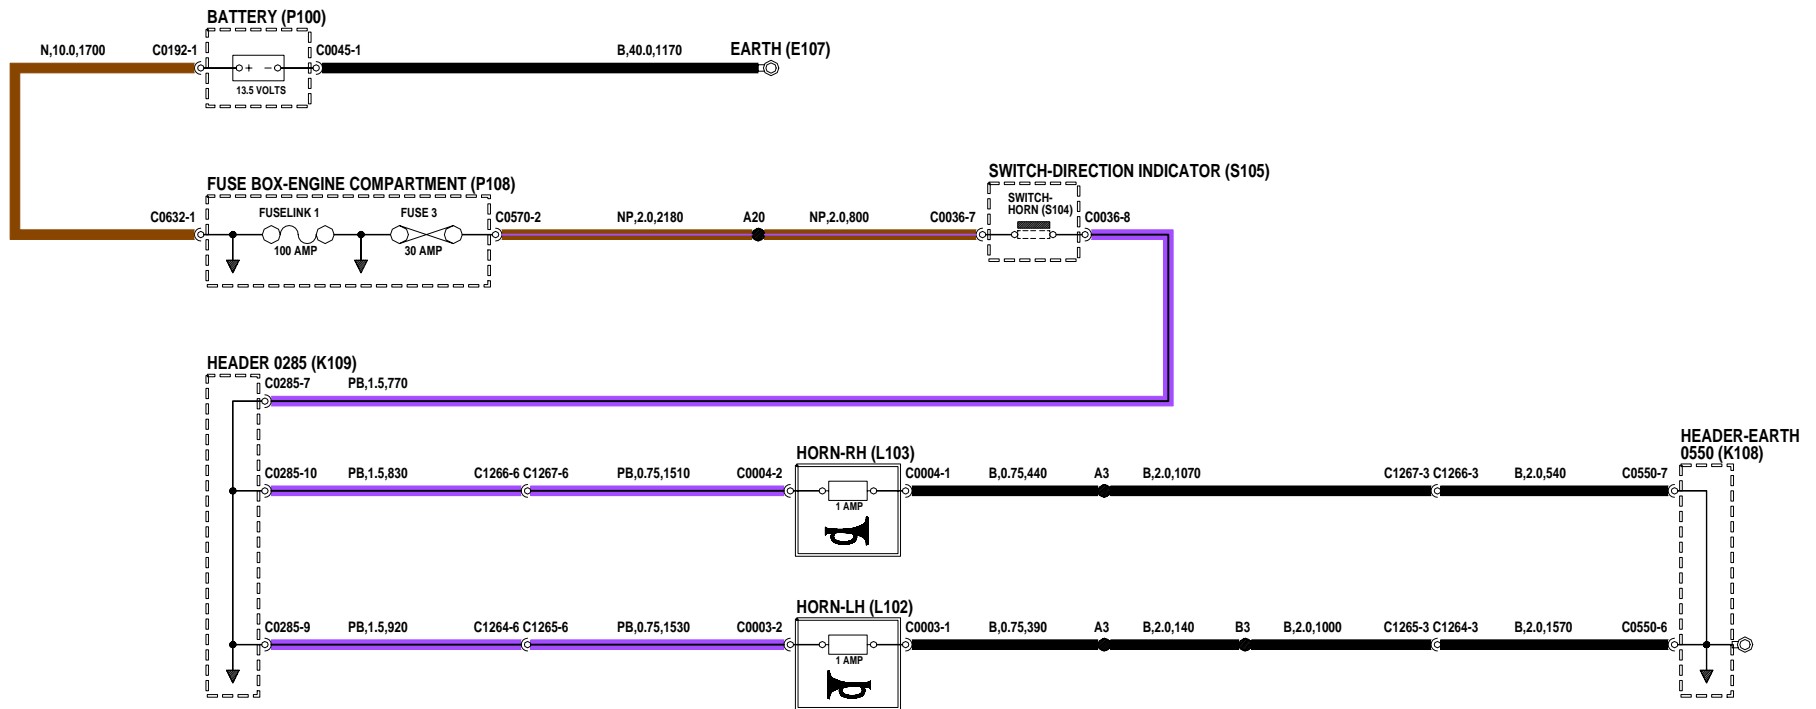 BATTERY (P100)
N,10.0,1700 C0192-1 C0045-1 B,40.0,1170 EARTH (E107)
+ −
13.5 VOLTS
SWITCH-DIRECTION INDICATOR (S105)
FUSE BOX-ENGINE COMPARTMENT (P108)
SWITCH-
HORN (S104)
C0632-1 FUSELINK 1 FUSE 3 C0570-2 NP,2.0,2180 A20 NP,2.0,800 C0036-7 C0036-8
100 AMP 30 AMP
HEADER 0285 (K109)
C0285-7 PB,1.5,770
HEADER-EARTH
0550 (K108)
HORN-RH (L103)
C0285-10 PB,1.5,830 C1266-6 C1267-6 PB,0.75,1510 C0004-2 C0004-1 B,0.75,440 A3 B,2.0,1070 C1267-3 C1266-3 B,2.0,540 C0550-7
1 AMP
HORN-LH (L102)
C0285-9 PB,1.5,920 C1264-6 C1265-6 PB,0.75,1530 C0003-2 C0003-1 B,0.75,390 A3 B,2.0,140 B3 B,2.0,1000 C1265-3 C1264-3 B,2.0,1570 C0550-6
1 AMP